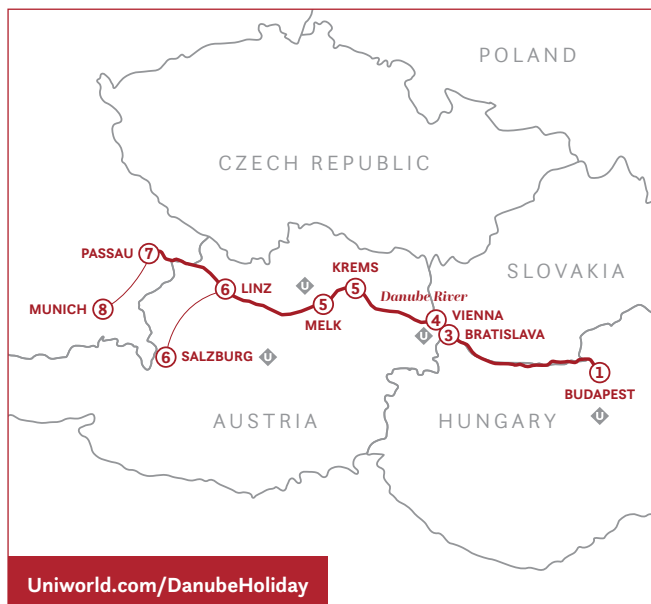 POLAND
CZECH REPUBLIC
PASSAU 7
SLOVAKIA
KREMS
5
6 LINZ
U
Danube River
MUNICH 8
5
MELK
4 VIENNA
3 BRATISLAVA
U
6 SALZBURG
U
1
BUDAPEST
AUSTRIA
HUNGARY
U
Uniworld.com/DanubeHoliday